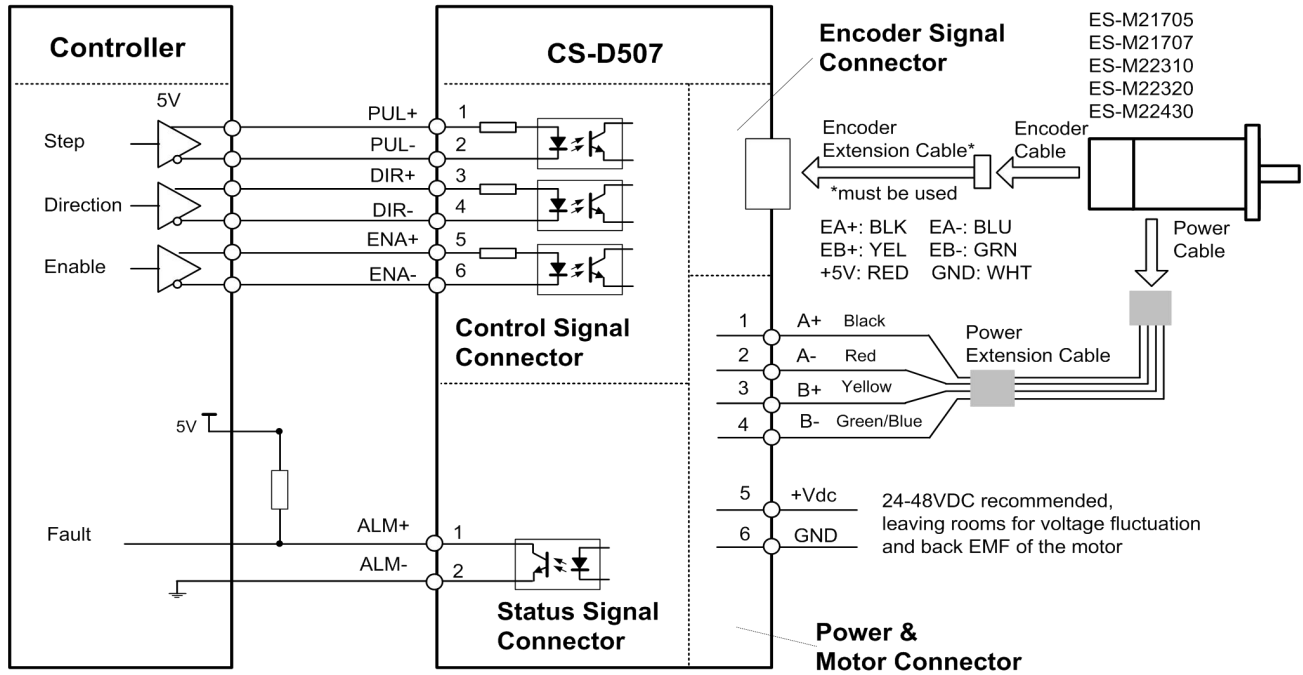 Controller
5V
Step
Direction
Enable
PUL+
PUL-
DIR+
DIR-
ENA+
ENA-
CS-D507
1
2
3
4
5
6
Control Signal
Connector
5V
Fault
ALM+
ALM-
1
2
Status Signal
Connector
Encoder Signal
Connector
ES-M21705
ES-M21707
ES-M22310
ES-M22320
ES-M22430
Encoder
Extension Cable*
*must be used
Encoder
Cable
EA+: BLK EA-: BLU
EB+: YEL EB-: GRN
+5V: RED GND: WHT
Power
Cable
1 A+ Black
2 A- Red
3 B+ Yellow
4 B- Green/Blue
Power
Extension Cable
5 +Vdc
6 GND
24-48VDC recommended,
leaving rooms for voltage fluctuation
and back EMF of the motor
Power &
Motor Connector